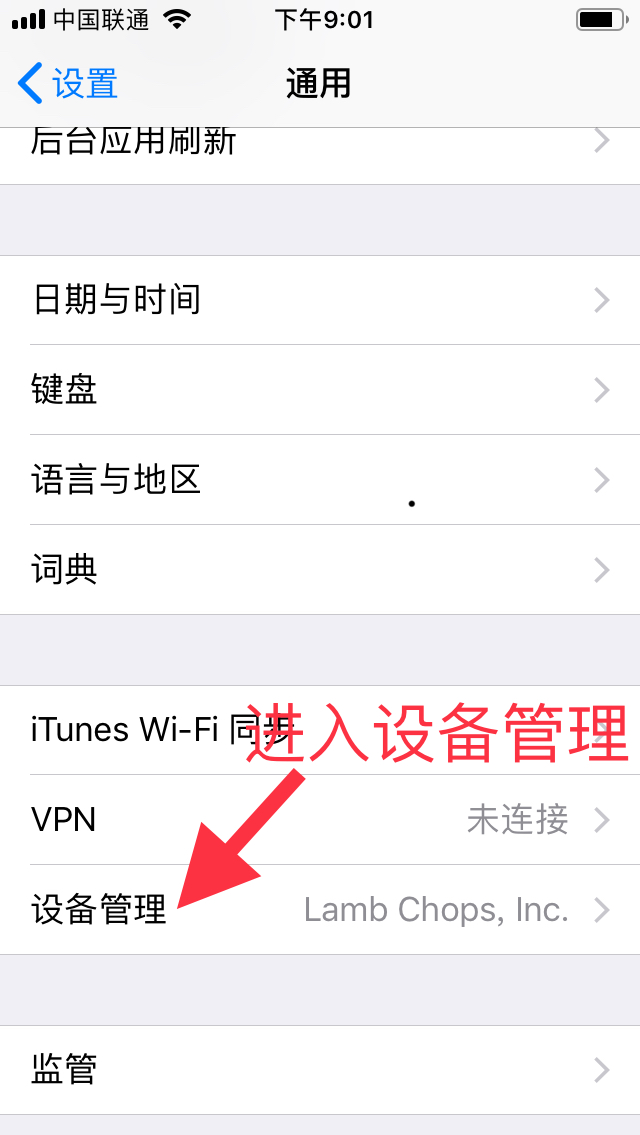 中国联通 下午9:01
设置 通用
后台应用刷新
日期与时间
键盘
语言与地区
词典
iTunes Wi-Fi 同步
进入设备管理
VPN 未连接
设备管理 Lamb Chops, Inc.
监管